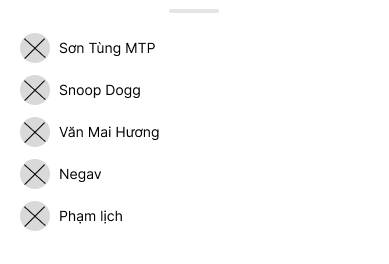 Sơn Tùng MTP
Snoop Dogg
Văn Mai Hương
Negav
Phạm lịch